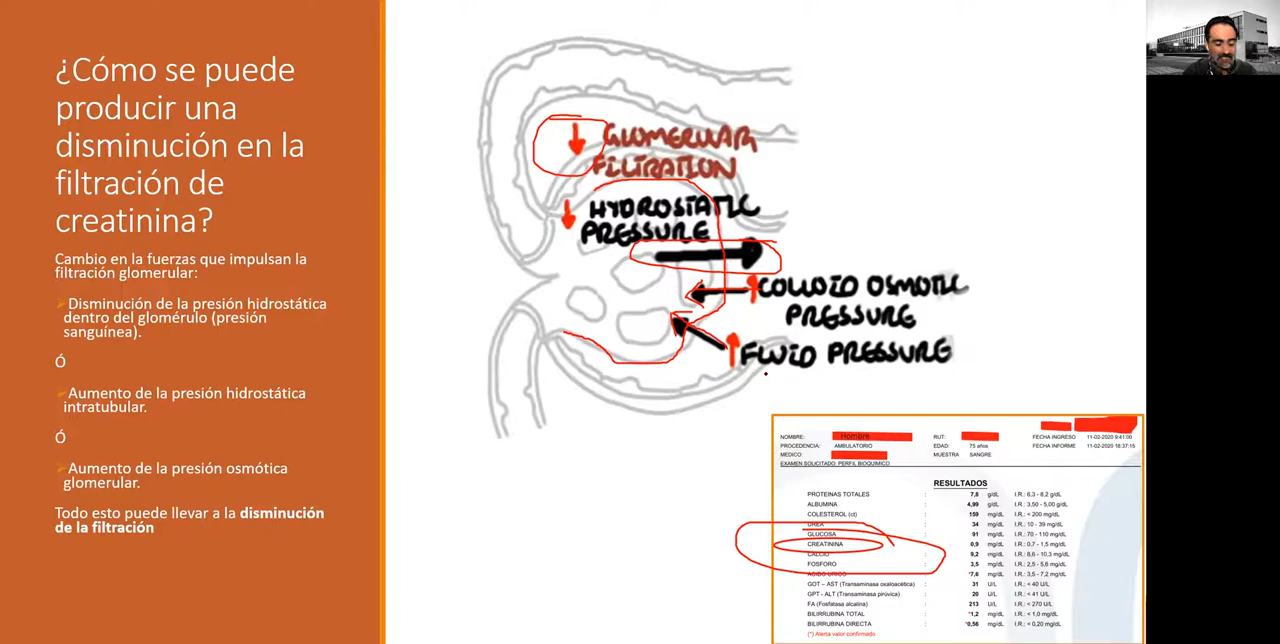 ¿Cómo se puede
producir una
disminución en la
filtración de
creatinina?
Cambio en la fuerzas que impulsan la
filtración glomerular:
Disminución de la presión hidrostática
dentro del glomérulo (presión
sanguínea).
Ó
Aumento de la presión hidrostática
intratubular.
Ó
Aumento de la presión osmótica
glomerular.
Todo esto puede llevar a la disminución
de la filtración
GLOMERULAR
FILTRATION
HYDROSTATIC
PRESSURE
COLLOID OSMOTIC
PRESSURE
FLUID PRESSURE
NOMBRE: Hombre RUT: FECHA INGRESO 11-02-2020 9:41:00
PROCEDENCIA: AMBULATORIO EDAD: 75 años FECHA INFORME 11-02-2020 18:37:15
MEDICO: MUESTRA SANGRE
EXAMEN SOLICITADO: PERFIL BIOQUIMICO
RESULTADOS
PROTEINAS TOTALES : 7,8 g/dL I.R.: 6,3 - 8,2 g/dL
ALBUMINA : 4,99 g/dL I.R.: 3,50 - 5,00 g/dL
COLESTEROL (ct) : 159 mg/dL I.R.: < 200 mg/dL
UREA : 34 mg/dL I.R.: 10 - 39 mg/dL
GLUCOSA : 91 mg/dL I.R.: 70 - 110 mg/dL
CREATININA : 0,9 mg/dL I.R.: 0,7 - 1,5 mg/dL
CALCIO : 9,2 mg/dL I.R.: 8,6 - 10.3 mg/dL
FOSFORO : 3,5 mg/dL I.R.: 2,5 - 5,6 mg/dL
ACIDO URICO : *7,6 mg/dL I.R.: 3,5 - 7,2 mg/dL
GOT – AST (Transaminasa oxaloacética) : 31 U/L I.R.: < 40 U/L
GPT - ALT (Transaminasa pirúvica) : 20 U/L I.R.: < 41 U/L
FA (Fosfatasa alcalina) : 213 U/L I.R.: < 270 U/L
BILIRRUBINA TOTAL : *1,2 mg/dL I.R.: < 1,0 mg/dL
BILIRRUBINA DIRECTA : *0,56 mg/dL I.R.: < 0,20 mg/dL
(*) Alerta valor confirmado